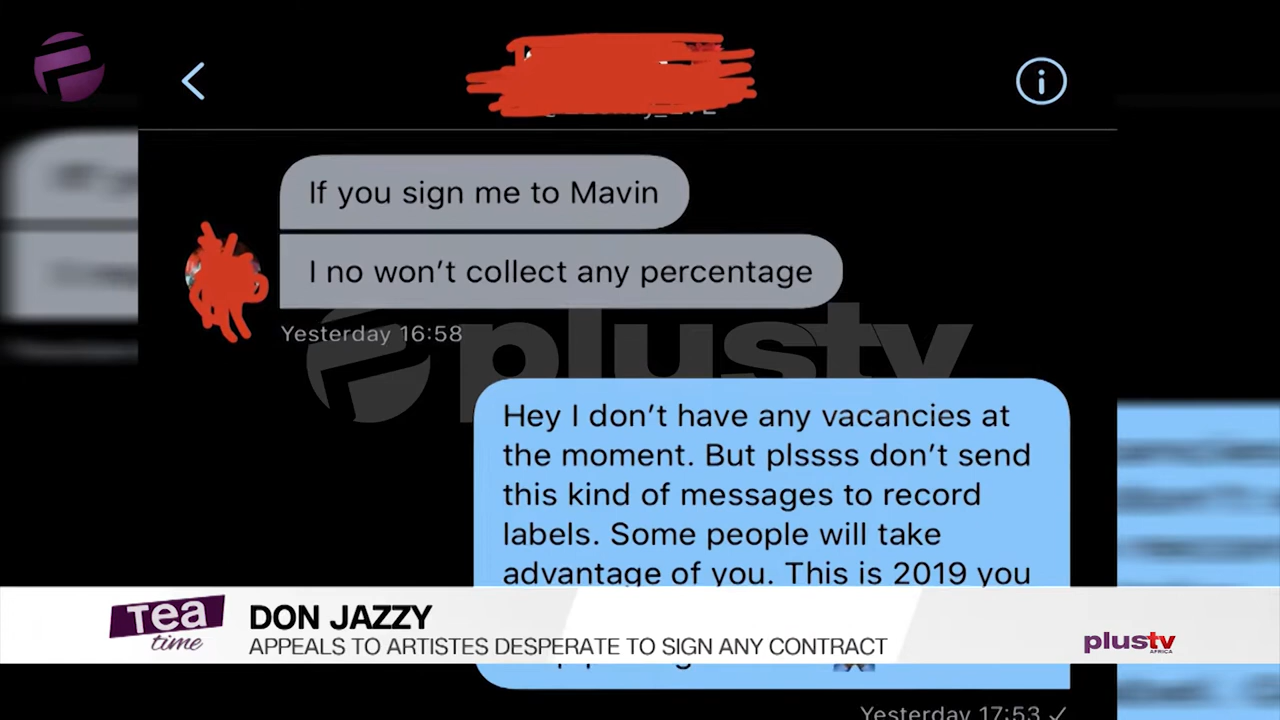 If you sign me to Mavin
I no won't collect any percentage
Yesterday 16:58
plustv
Hey I don't have any vacancies at
the moment. But plssss don't send
this kind of messages to record
labels. Some people will take
advantage of you. This is 2019 you
Tea
time
DON JAZZY
APPEALS TO ARTISTES DESPERATE TO SIGN ANY CONTRACT
plustv
AFRICA
Yesterday 17:53 ✓